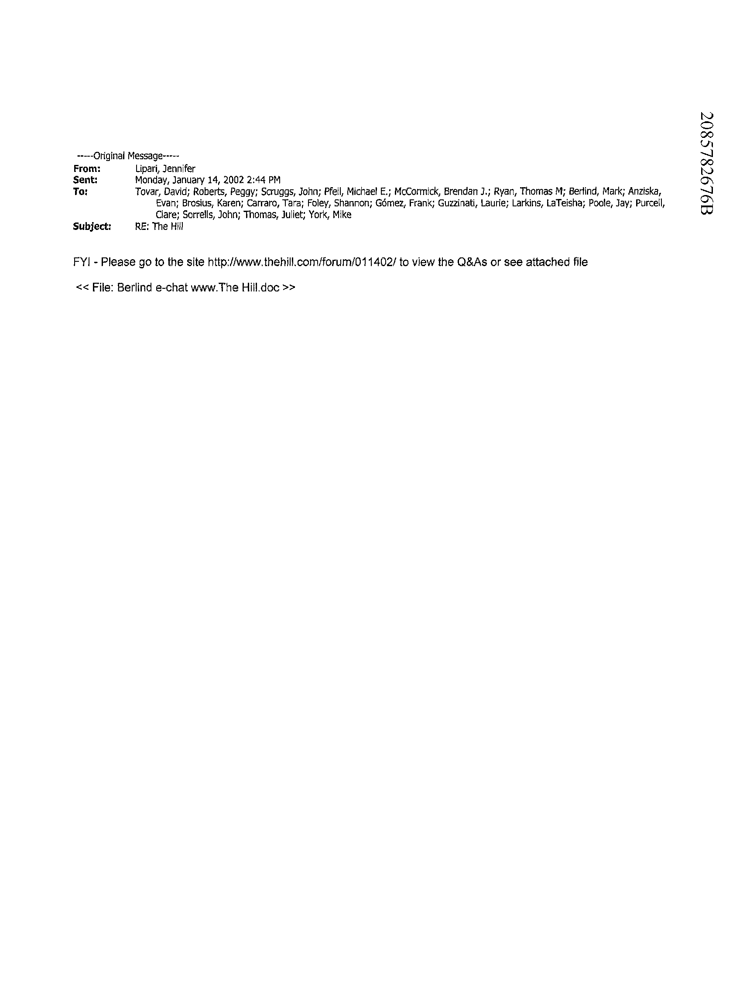 -----Original Message-----
From: Lipari, Jennifer
Sent: Monday, January 14, 2002 2:44 PM
To: Tovar, David; Roberts, Peggy; Scruggs, John; Pfeil, Michael E.; McCormick, Brendan J.; Ryan, Thomas M; Berlind, Mark; Anziska,
Evan; Brosius, Karen; Carraro, Tara; Foley, Shannon; Gómez, Frank; Guzzinati, Laurie; Larkins, LaTeisha; Poole, Jay; Purcell,
Clare; Sorrells, John; Thomas, Juliet; York, Mike
Subject: RE: The Hill
FYI - Please go to the site http://www.thehill.com/forum/011402/ to view the Q&As or see attached file
<< File: Berlind e-chat www.The Hill.doc >>
2085782676B